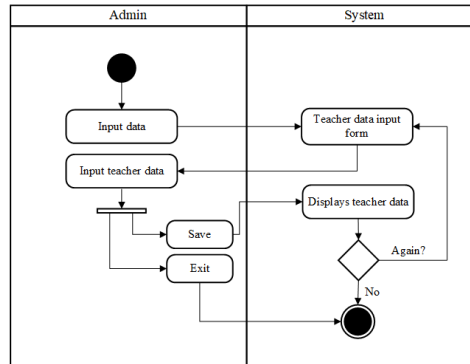 Admin
System
Input data
Teacher data input
form
Input teacher data
Displays teacher data
Save
Again?
Exit
No